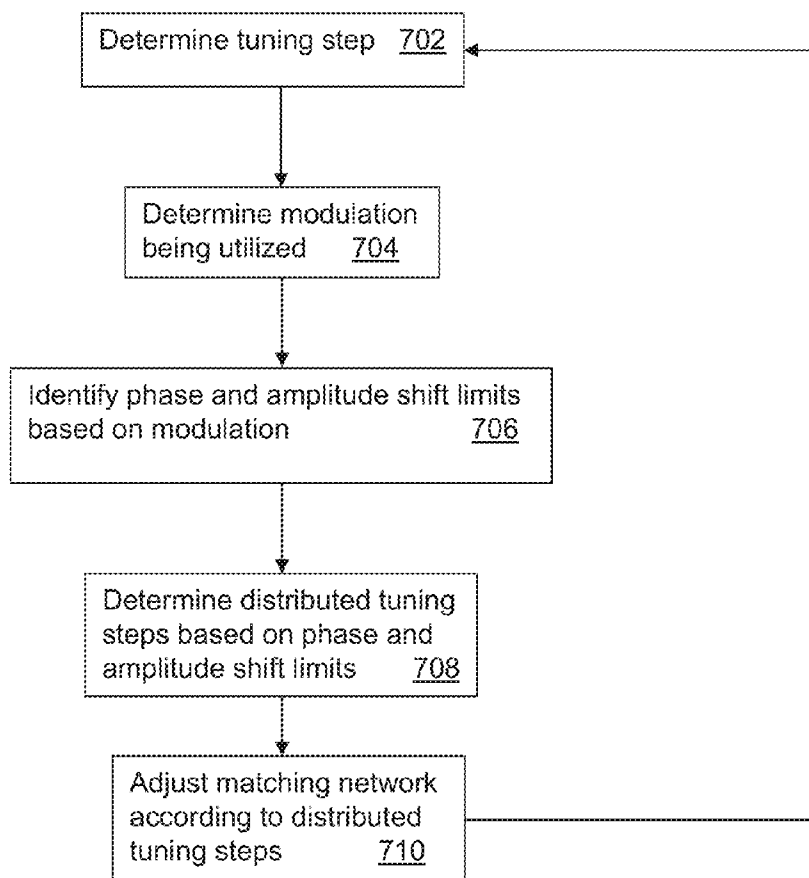 Determine tuning step 702
Determine modulation
being utilized 704
Identify phase and amplitude shift limits
based on modulation 706
Determine distributed tuning
steps based on phase and
amplitude shift limits 708
Adjust matching network
according to distributed
tuning steps 710